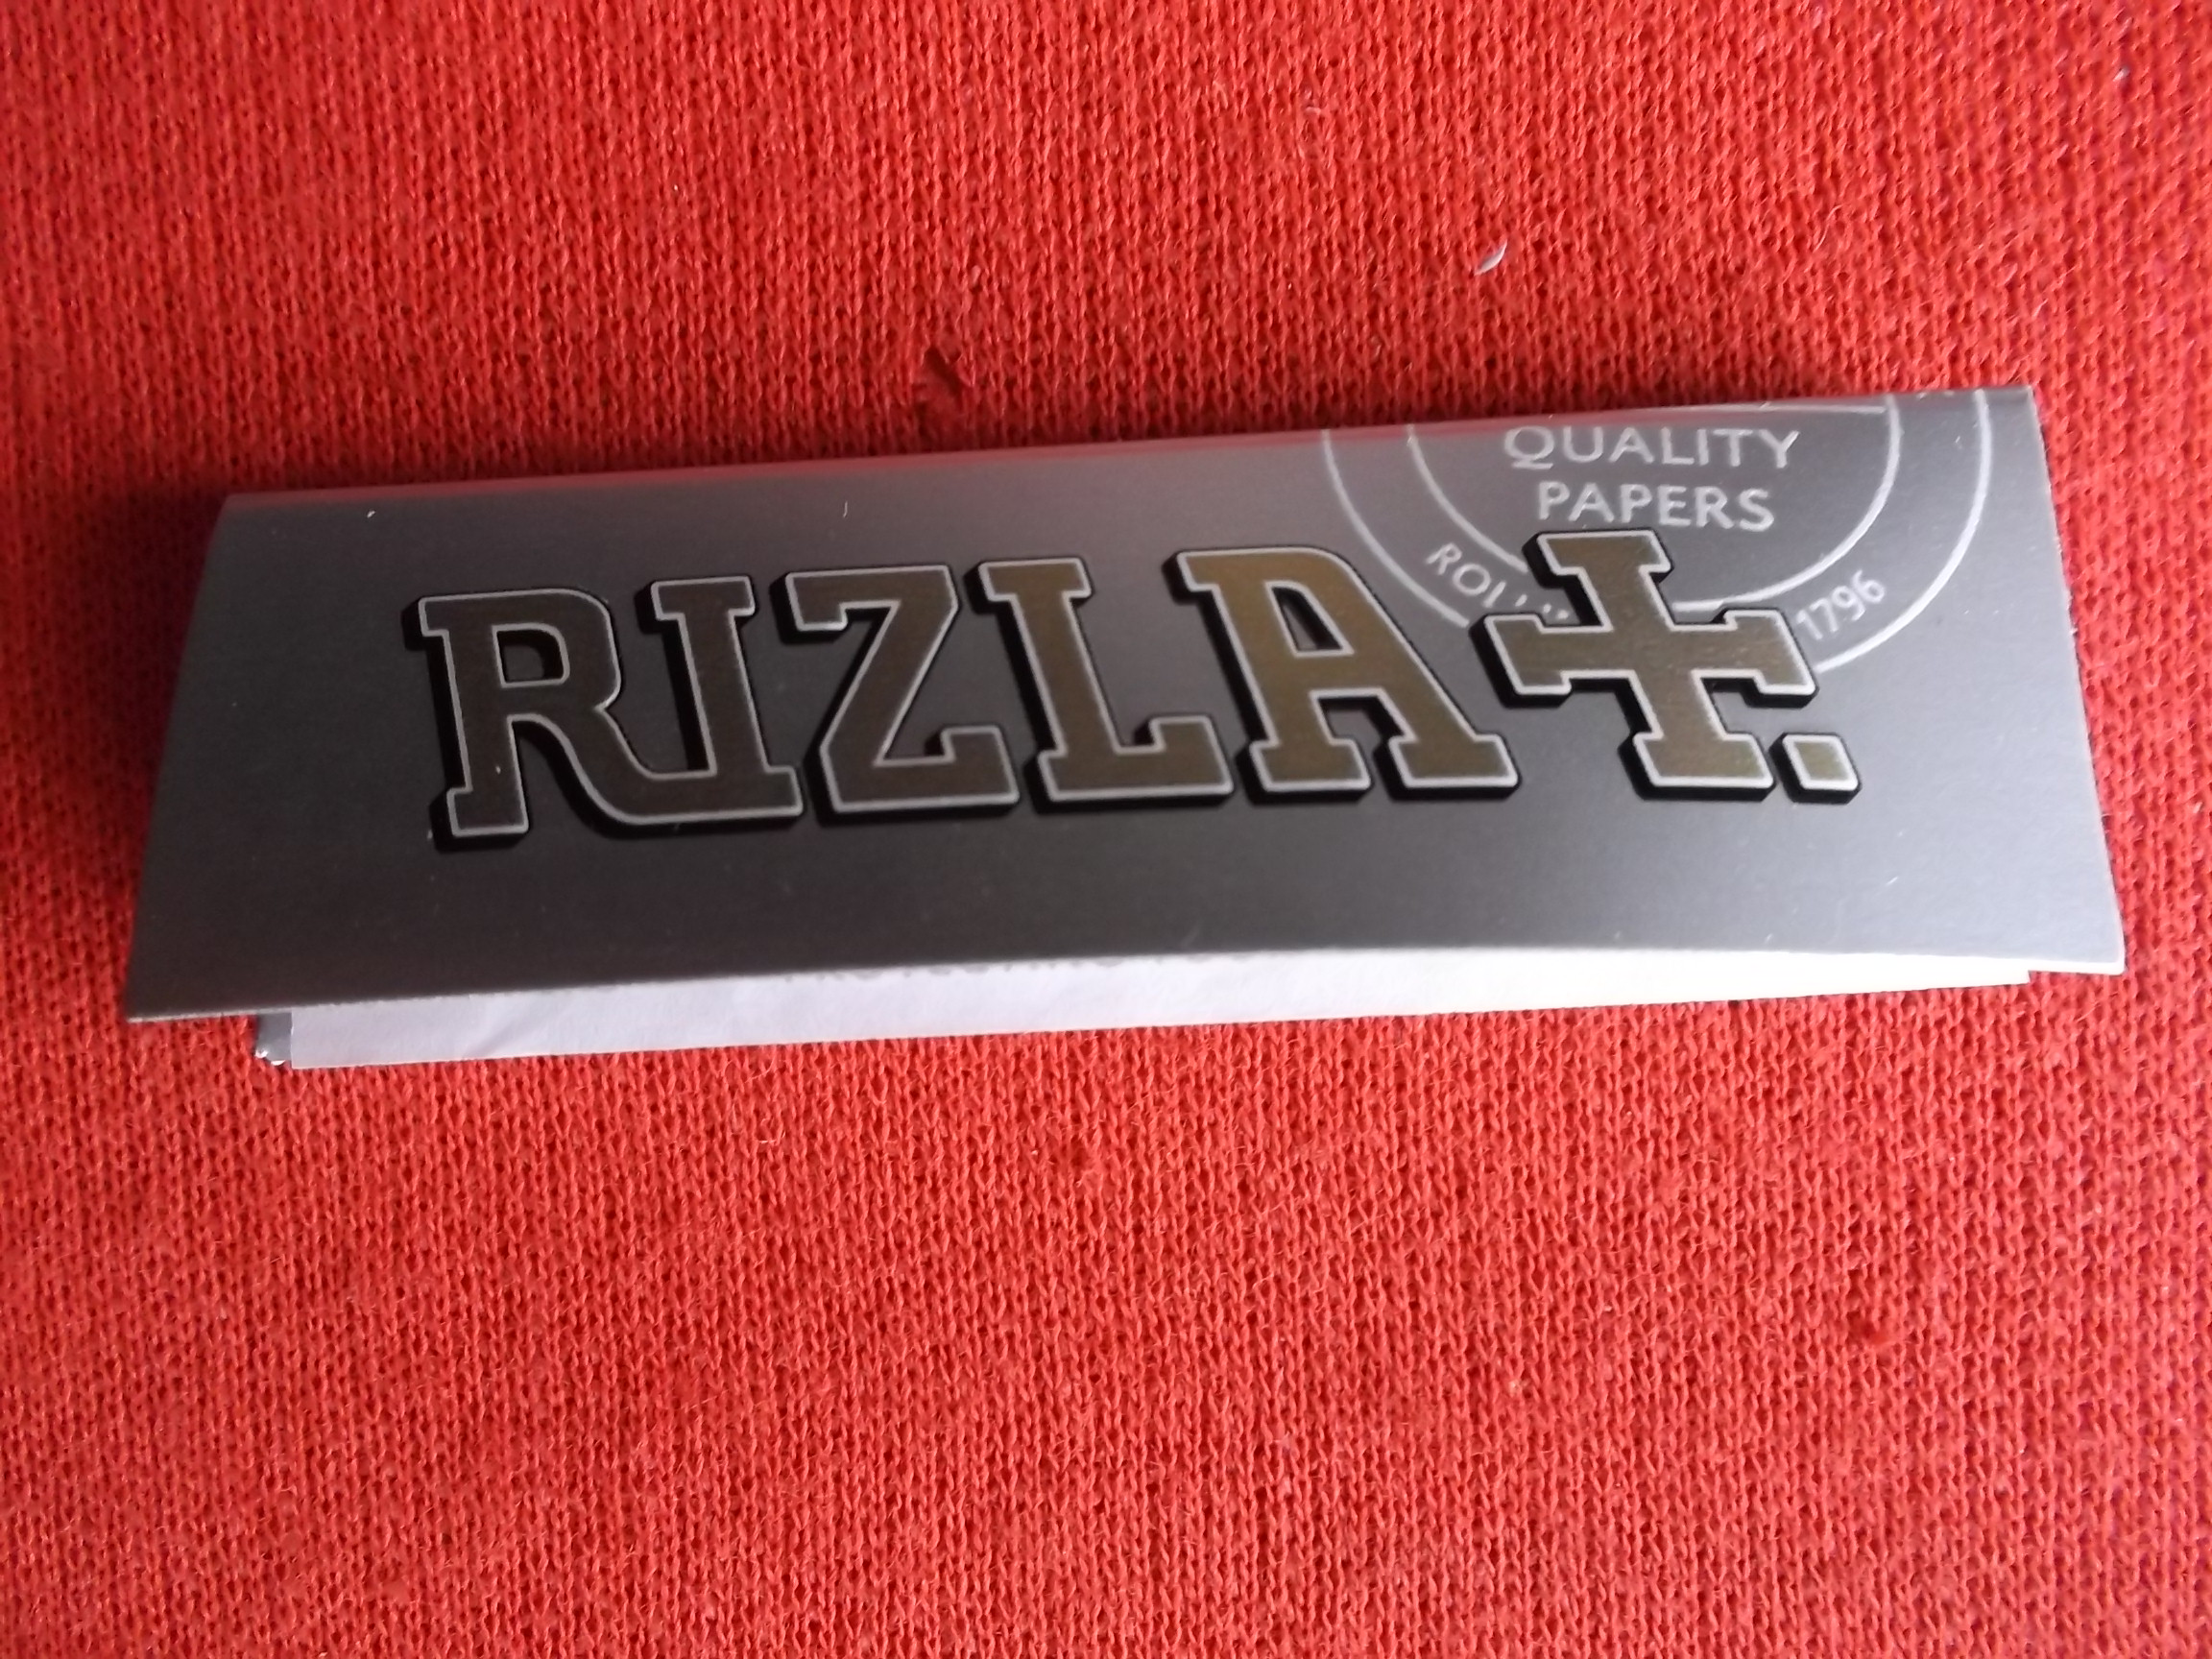 QUALITY
PAPERS
1796
RIZLA+.